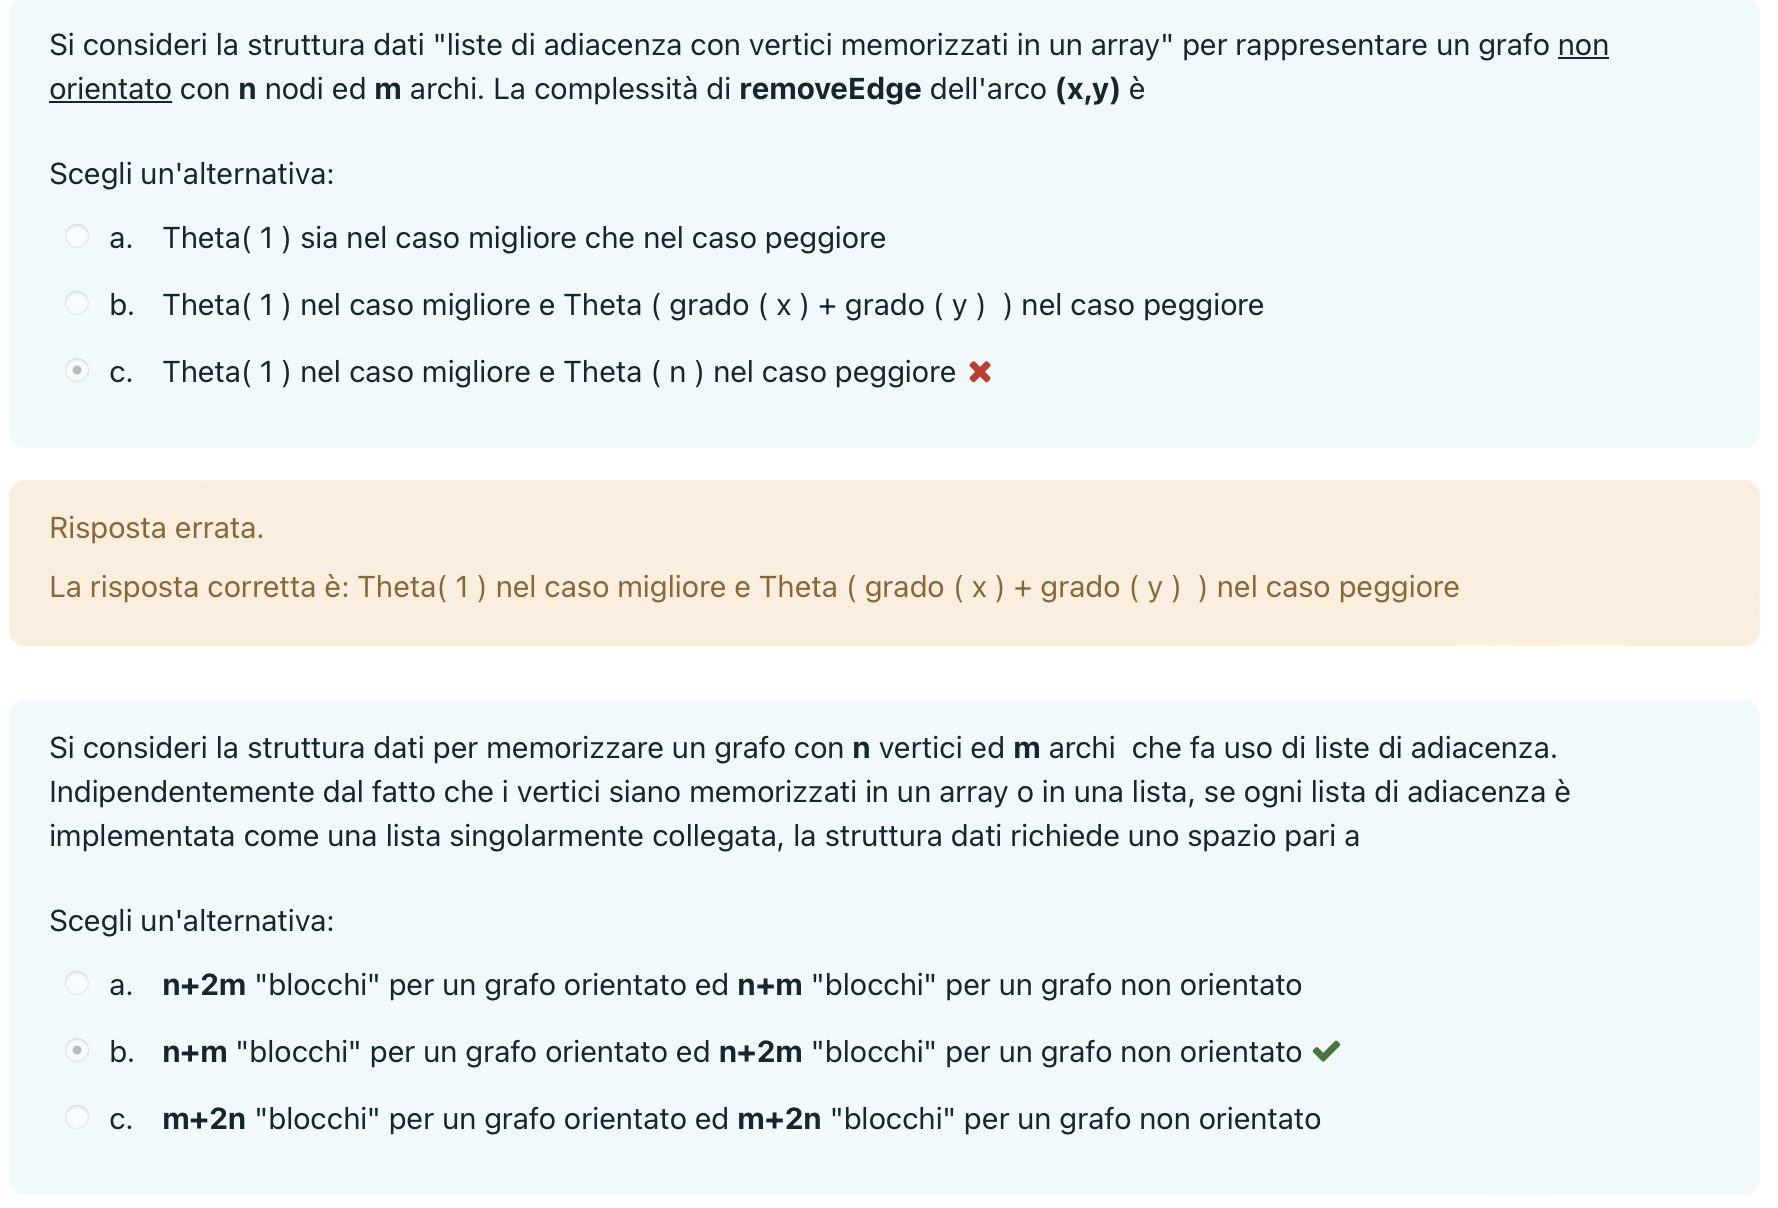 Si consideri la struttura dati "liste di adiacenza con vertici memorizzati in un array" per rappresentare un grafo non
orientato con n nodi ed m archi. La complessità di removeEdge dell'arco (x,y) è
Scegli un'alternativa:
a. Theta( 1 ) sia nel caso migliore che nel caso peggiore
b. Theta( 1 ) nel caso migliore e Theta ( grado ( x ) + grado ( y )  ) nel caso peggiore
c. Theta( 1 ) nel caso migliore e Theta ( n ) nel caso peggiore
Risposta errata.
La risposta corretta è: Theta( 1 ) nel caso migliore e Theta ( grado ( x ) + grado ( y )  ) nel caso peggiore
Si consideri la struttura dati per memorizzare un grafo con n vertici ed m archi  che fa uso di liste di adiacenza.
Indipendentemente dal fatto che i vertici siano memorizzati in un array o in una lista, se ogni lista di adiacenza è
implementata come una lista singolarmente collegata, la struttura dati richiede uno spazio pari a
Scegli un'alternativa:
a. n+2m "blocchi" per un grafo orientato ed n+m "blocchi" per un grafo non orientato
b. n+m "blocchi" per un grafo orientato ed n+2m "blocchi" per un grafo non orientato
c. m+2n "blocchi" per un grafo orientato ed m+2n "blocchi" per un grafo non orientato